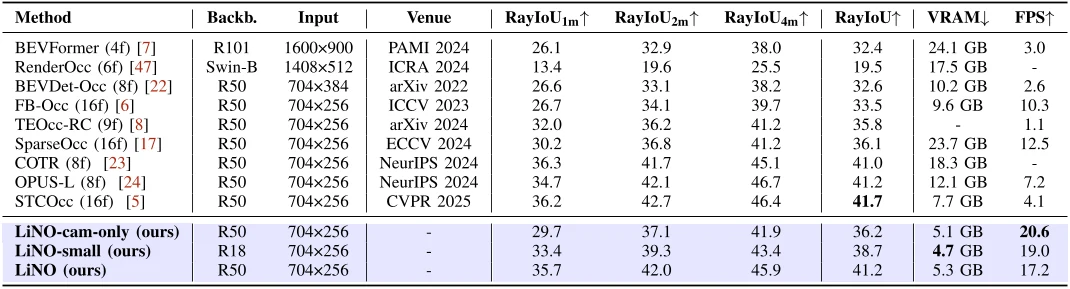 Method Backb. Input Venue RayIoU1m↑ RayIoU2m↑ RayIoU4m↑ RayIoU↑ VRAM↓ FPS↑
BEVFormer (4f) [7] R101 1600×900 PAMI 2024 26.1 32.9 38.0 32.4 24.1 GB 3.0
RenderOcc (6f) [47] Swin-B 1408×512 ICRA 2024 13.4 19.6 25.5 19.5 17.5 GB -
BEVDet-Occ (8f) [22] R50 704×384 arXiv 2022 26.6 33.1 38.2 32.6 10.2 GB 2.6
FB-Occ (16f) [6] R50 704×256 ICCV 2023 26.7 34.1 39.7 33.5 9.6 GB 10.3
TEOcc-RC (9f) [8] R50 704×256 arXiv 2024 32.0 36.2 41.2 35.8 - 1.1
SparseOcc (16f) [17] R50 704×256 ECCV 2024 30.2 36.8 41.2 36.1 23.7 GB 12.5
COTR (8f) [23] R50 704×256 NeurIPS 2024 36.3 41.7 45.1 41.0 18.3 GB -
OPUS-L (8f) [24] R50 704×256 NeurIPS 2024 34.7 42.1 46.7 41.2 12.1 GB 7.2
STCOcc (16f) [5] R50 704×256 CVPR 2025 36.2 42.7 46.4 41.7 7.7 GB 4.1
LiNO-cam-only (ours) R50 704×256 - 29.7 37.1 41.9 36.2 5.1 GB 20.6
LiNO-small (ours) R18 704×256 - 33.4 39.3 43.4 38.7 4.7 GB 19.0
LiNO (ours) R50 704×256 - 35.7 42.0 45.9 41.2 5.3 GB 17.2